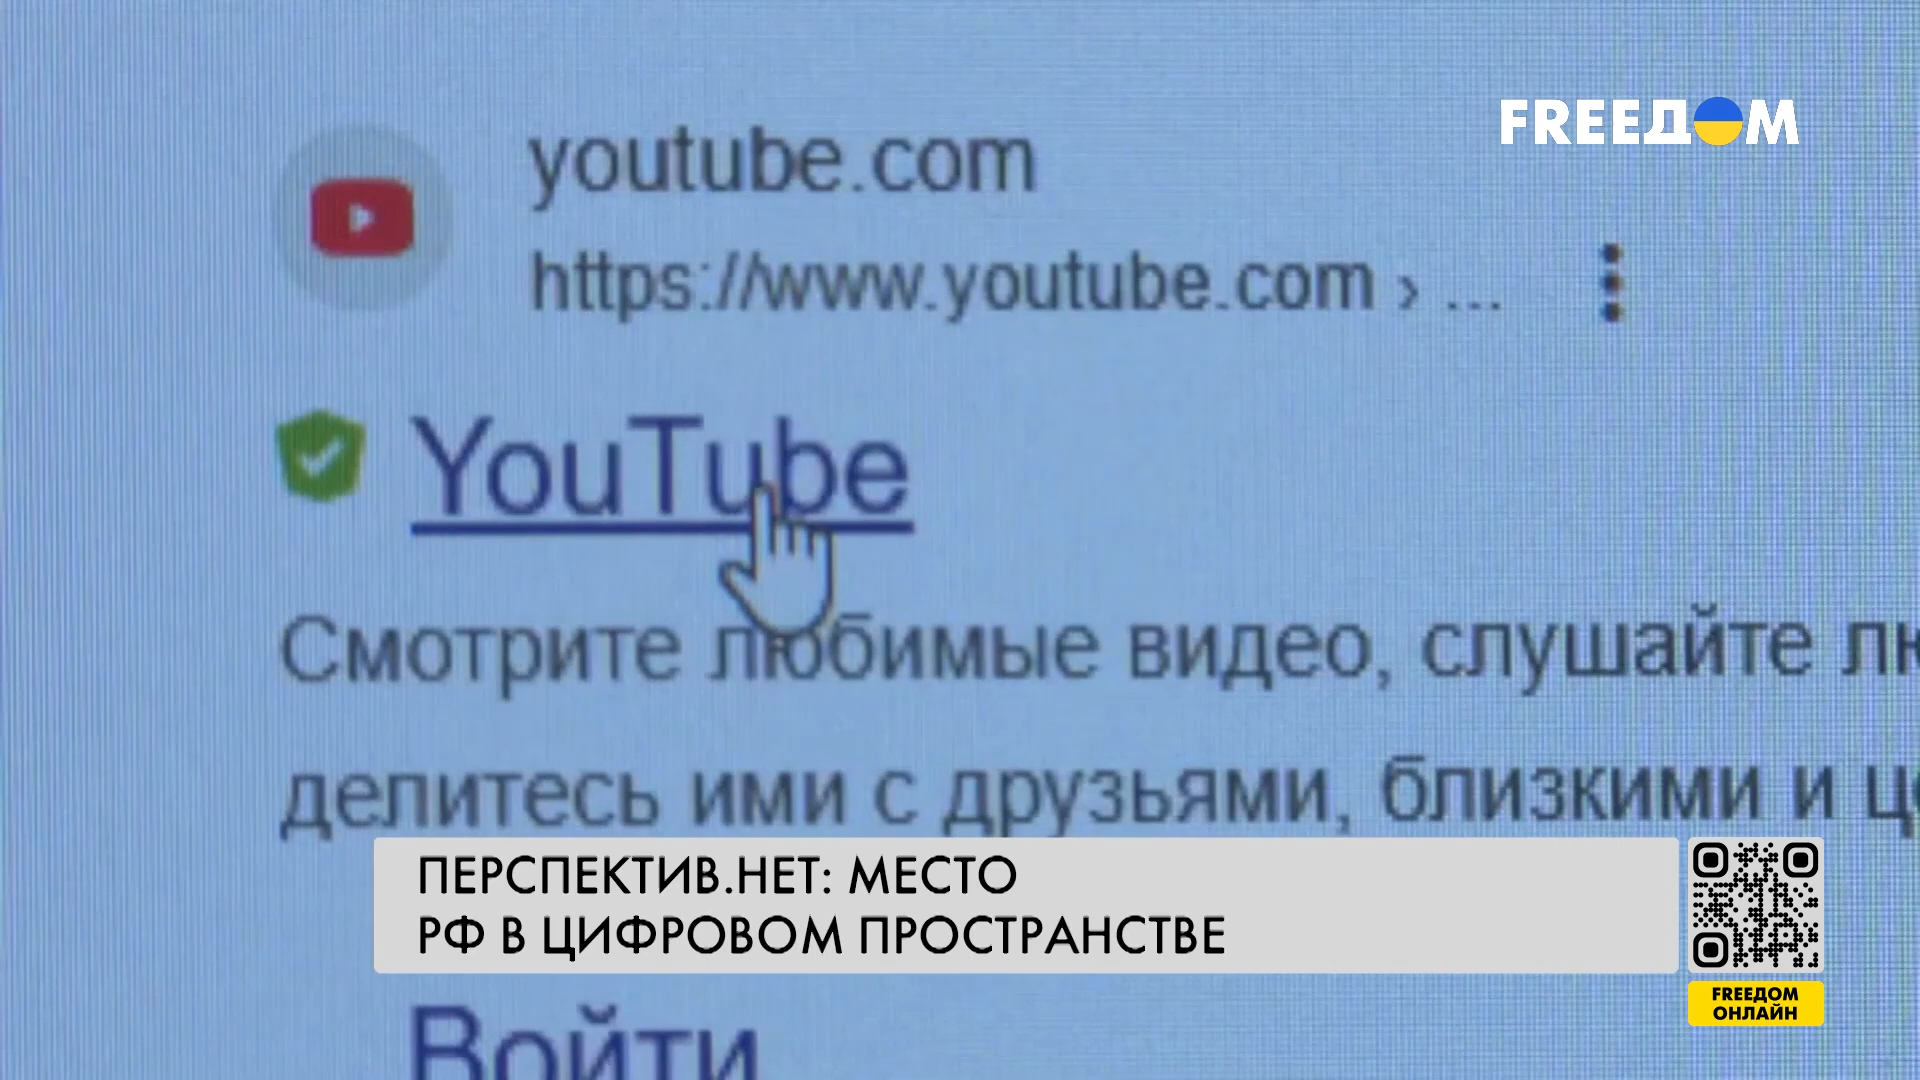 FREEДOM
youtube.com
https://www.youtube.com › ...
YouTube
Смотрите любимые видео, слушайте
делитесь ими с друзьями, близкими и
ПЕРСПЕКТИВ.НЕТ: МЕСТО
РФ В ЦИФРОВОМ ПРОСТРАНСТВЕ
FREEДОМ
ОНЛАЙН
Войти